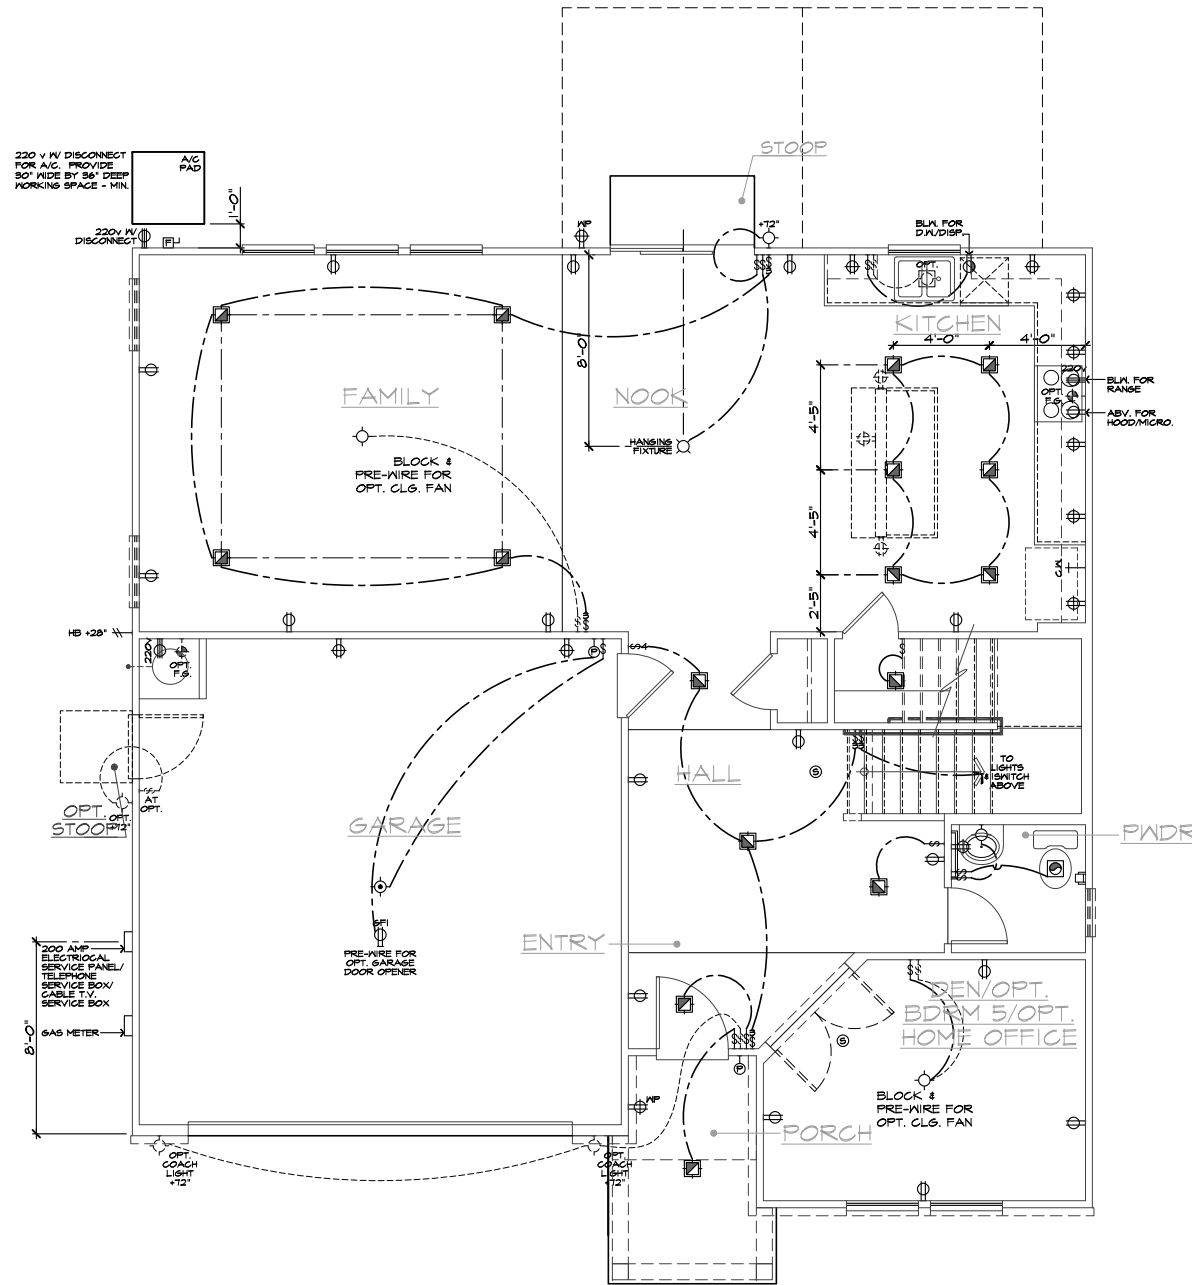 STOOP
220 v W/ DISCONNECT
FOR A/C. PROVIDE
30" WIDE BY 36" DEEP
WORKING SPACE - MIN.
A/C
PAD
1'-0"
220v W/
DISCONNECT
F
WP
+72"
BLW. FOR
D.W/DISP.
OPT.
KITCHEN
4'-0"
4'-0"
8'-0"
FAMILY
NOOK
220v
OPT.
F.G.
BLW. FOR
RANGE
ABV. FOR
HOOD/MICRO.
4'-5"
HANGING
FIXTURE
BLOCK &
PRE-WIRE FOR
OPT. CLG. FAN
4'-5"
CW
2'-5"
HB +28"
220v
OPT.
F.G.
P
$4
HALL
S
TO
LIGHTS
& SWITCH
ABOVE
AT
OPT.
OPT.
+72"
OPT.
STOOP
GARAGE
PWDR
GFI
PRE-WIRE FOR
OPT. GARAGE
DOOR OPENER
ENTRY
200 AMP
ELECTRIOCAL
SERVICE PANEL/
TELEPHONE
SERVICE BOX/
CABLE T.V.
SERVICE BOX
GAS METER
8'-0"
DEN/OPT.
BDRM 5/OPT.
HOME OFFICE
S
P
WP
BLOCK &
PRE-WIRE FOR
OPT. CLG. FAN
PORCH
OPT.
COACH
LIGHT
+72"
OPT.
COACH
LIGHT
+72"